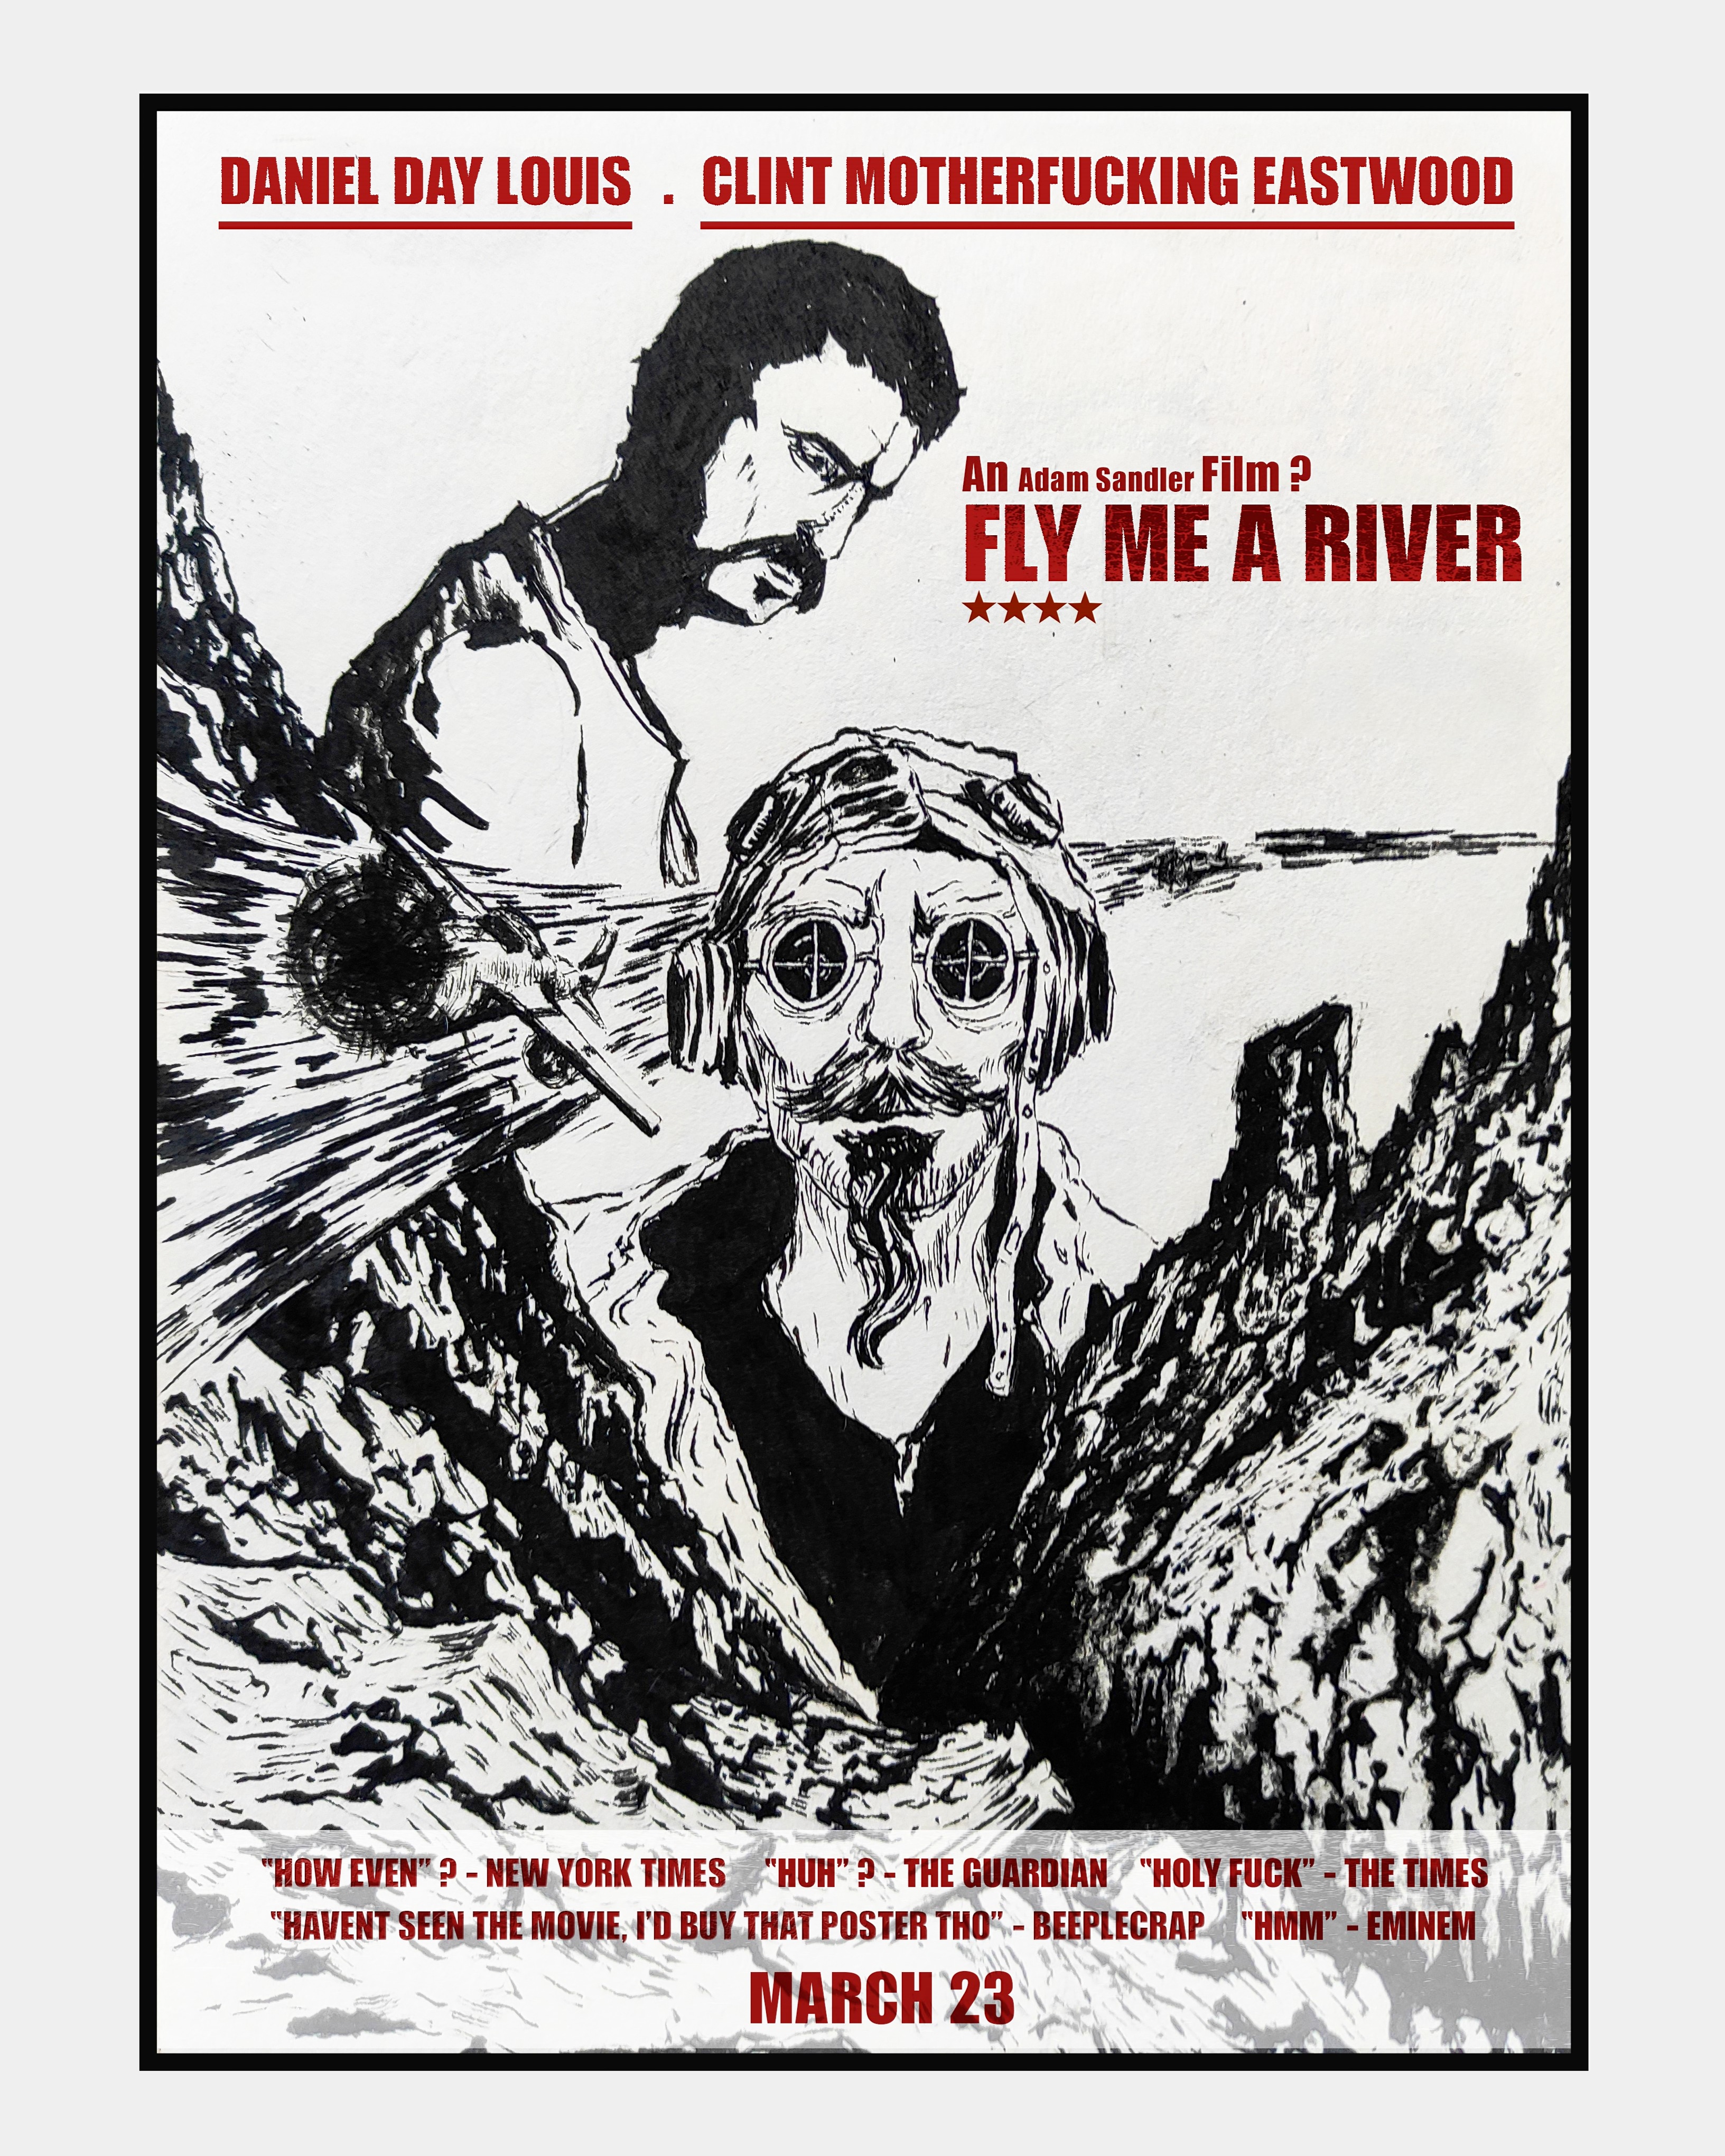 DANIEL DAY LOUIS . CLINT MOTHERFUCKING EASTWOOD
An Adam Sandler Film ?
FLY ME A RIVER
★★★★
"HOW EVEN" ? - NEW YORK TIMES "HUH" ? - THE GUARDIAN "HOLY FUCK" - THE TIMES
"HAVENT SEEN THE MOVIE, I'D BUY THAT POSTER THO" - BEEPLECRAP "HMM" - EMINEM
MARCH 23